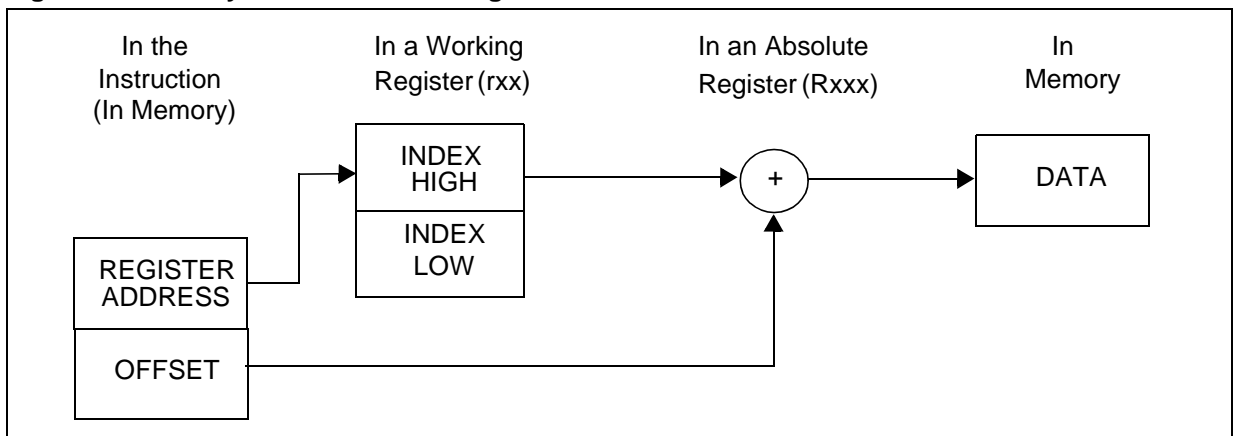 In the
Instruction
(In Memory)
In a Working
Register (rxx)
In an Absolute
Register (Rxxx)
In
Memory
INDEX
HIGH
INDEX
LOW
+
DATA
REGISTER
ADDRESS
OFFSET